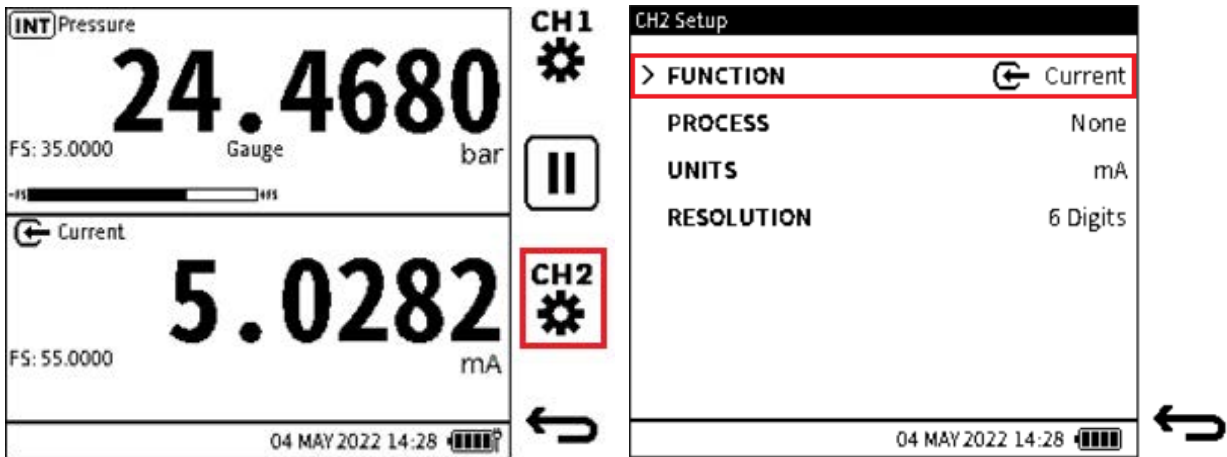 INT Pressure
24.4680
FS: 35.0000 Gauge bar
-FS +FS
Current
5.0282
FS: 55.0000 mA
04 MAY 2022 14:28
CH1
CH2
CH2 Setup
> FUNCTION Current
PROCESS None
UNITS mA
RESOLUTION 6 Digits
04 MAY 2022 14:28